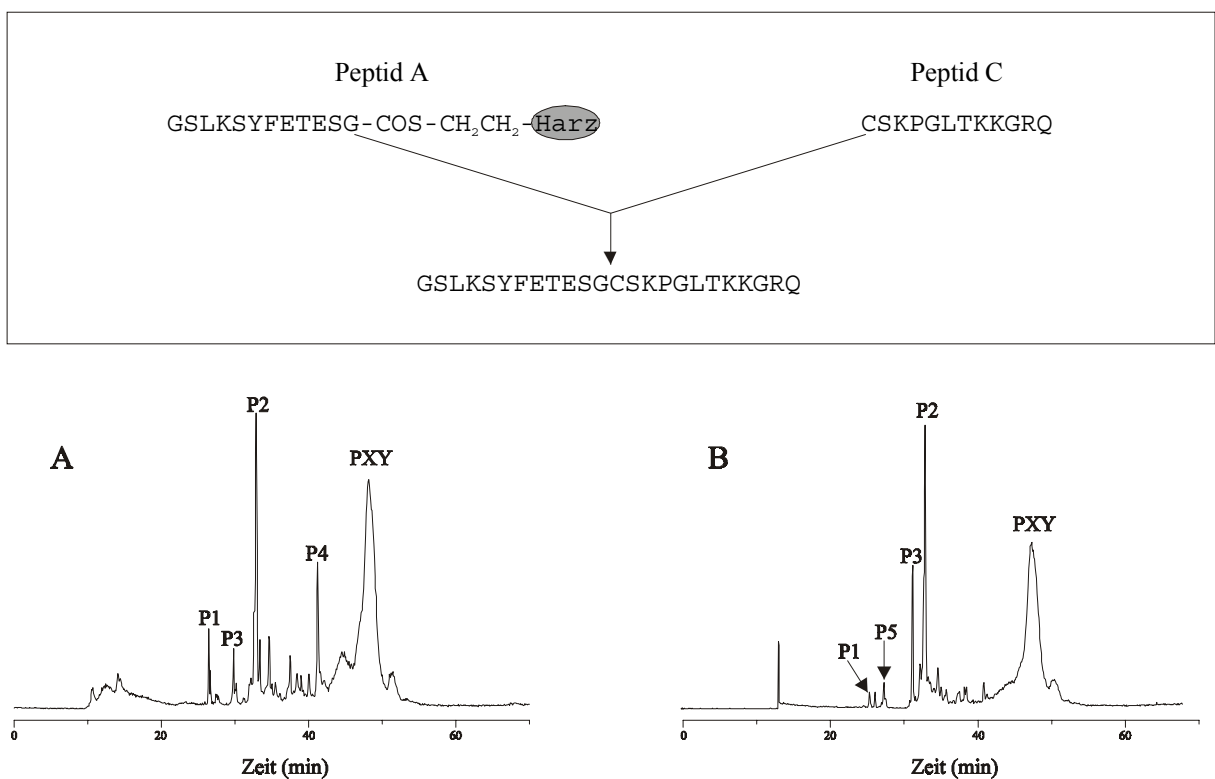 Peptid A
Peptid C
GSLKSYFETESG-COS-CH₂CH₂-Harz
CSKPGLTKKGRQ
GSLKSYFETESGCSKPGLTKKGRQ
A
P1
P3
P2
P4
PXY
0
20
40
60
Zeit (min)
B
P1
P5
P3
P2
PXY
0
20
40
60
Zeit (min)